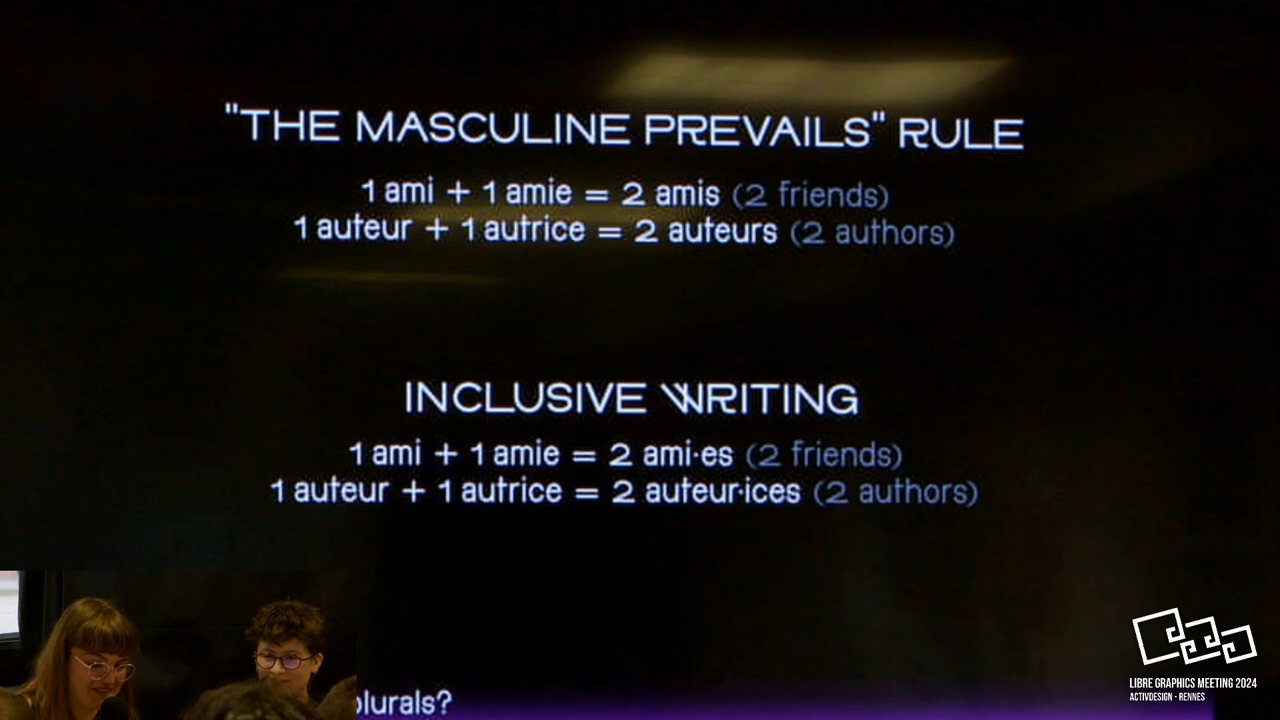 "THE MASCULINE PREVAILS" RULE
1 ami + 1 amie = 2 amis (2 friends)
1 auteur + 1 autrice = 2 auteurs (2 authors)
INCLUSIVE WRITING
1 ami + 1 amie = 2 ami·es (2 friends)
1 auteur + 1 autrice = 2 auteur·ices (2 authors)
plurals?
LIBRE GRAPHICS MEETING 2024
ACTIVDESIGN - RENNES